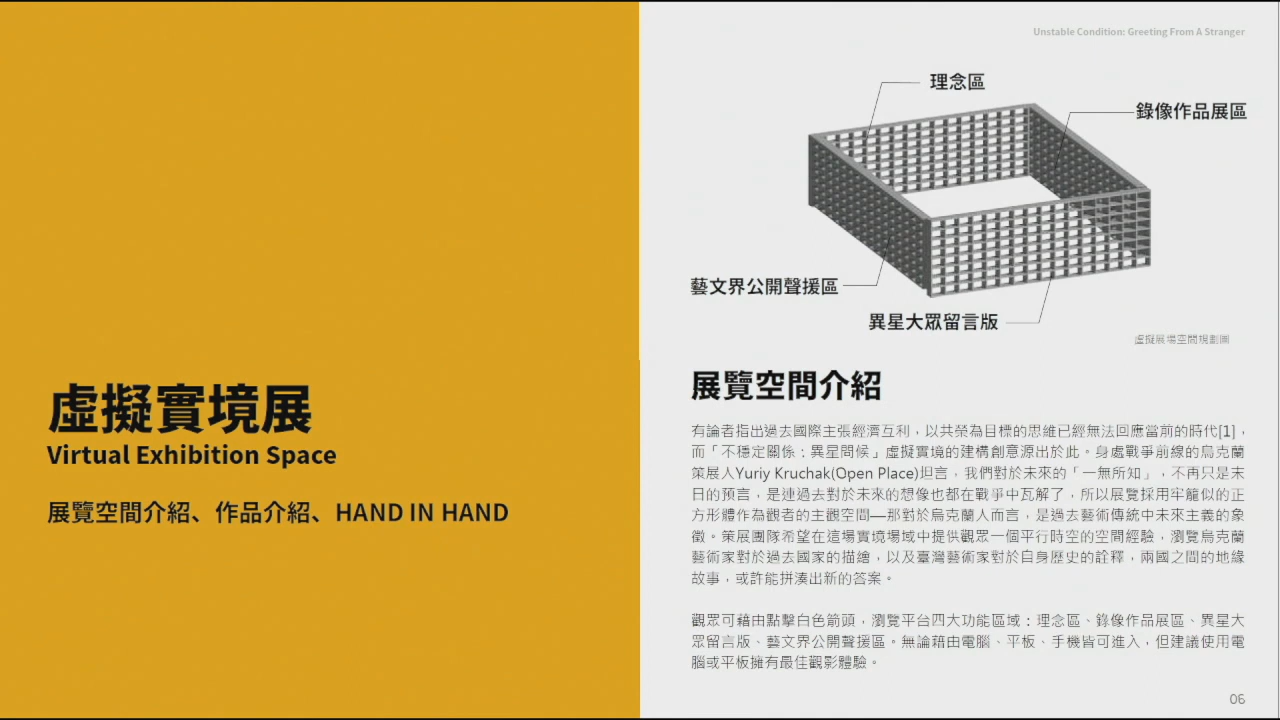 虛擬實境展
Virtual Exhibition Space
展覽空間介紹、作品介紹、HAND IN HAND
Unstable Condition: Greeting From A Stranger
理念區
錄像作品展區
藝文界公開聲援區
異星大眾留言版
虛擬展場空間規劃圖
展覽空間介紹
有論者指出過去國際主張經濟互利，以共榮為目標的思維已經無法回應當前的時代[1]，
而「不穩定關係：異星問候」虛擬實境的建構創意源出於此。身處戰爭前線的烏克蘭
策展人Yuriy Kruchak(Open Place)坦言，我們對於未來的「一無所知」，不再只是末
日的預言，是連過去對於未來的想像也都在戰爭中瓦解了，所以展覽採用牢籠似的正
方形體作為觀者的主觀空間—那對於烏克蘭人而言，是過去藝術傳統中未來主義的象
徵。策展團隊希望在這場實境場域中提供觀眾一個平行時空的空間經驗，瀏覽烏克蘭
藝術家對於過去國家的描繪，以及臺灣藝術家對於自身歷史的詮釋，兩國之間的地緣
故事，或許能拼湊出新的答案。
觀眾可藉由點擊白色箭頭，瀏覽平台四大功能區域：理念區、錄像作品展區、異星大
眾留言版、藝文界公開聲援區。無論藉由電腦、平板、手機皆可進入，但建議使用電
腦或平板擁有最佳觀影體驗。
06